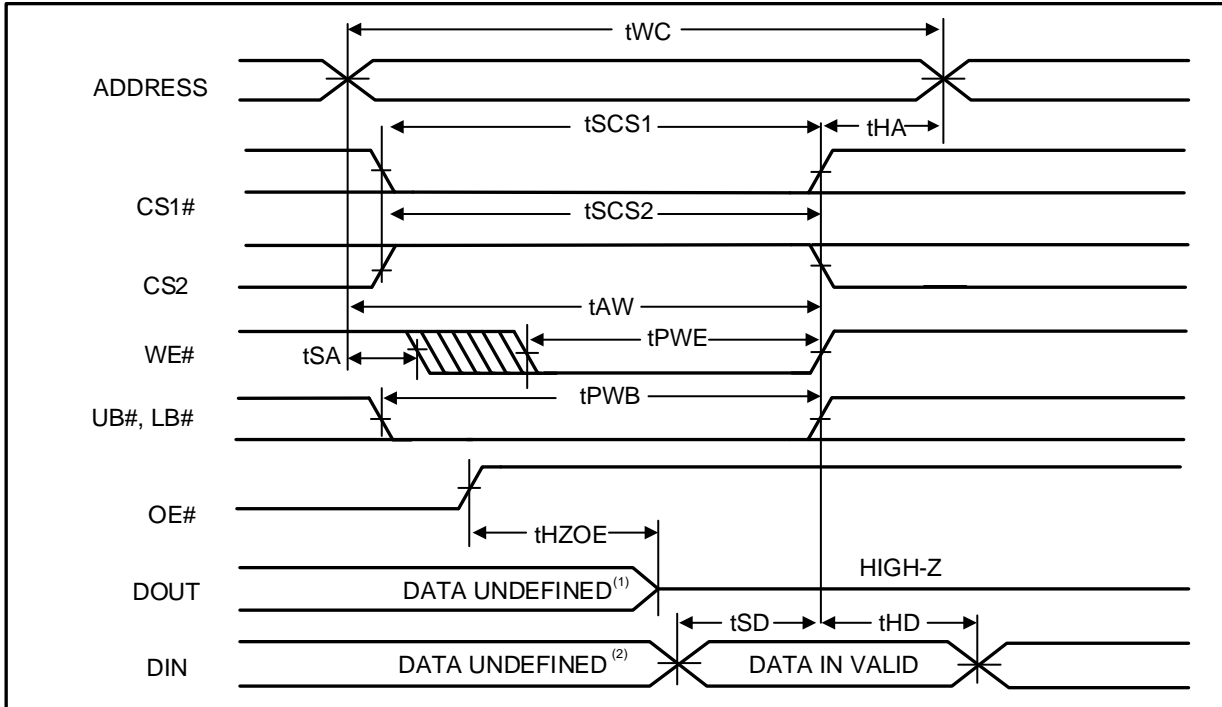 tWC
ADDRESS
tSCS1
tHA
CS1#
tSCS2
CS2
tAW
WE#
tSA
tPWE
UB#, LB#
tPWB
OE#
tHZOE
DOUT
DATA UNDEFINED(1)
HIGH-Z
tSD
tHD
DIN
DATA UNDEFINED (2)
DATA IN VALID